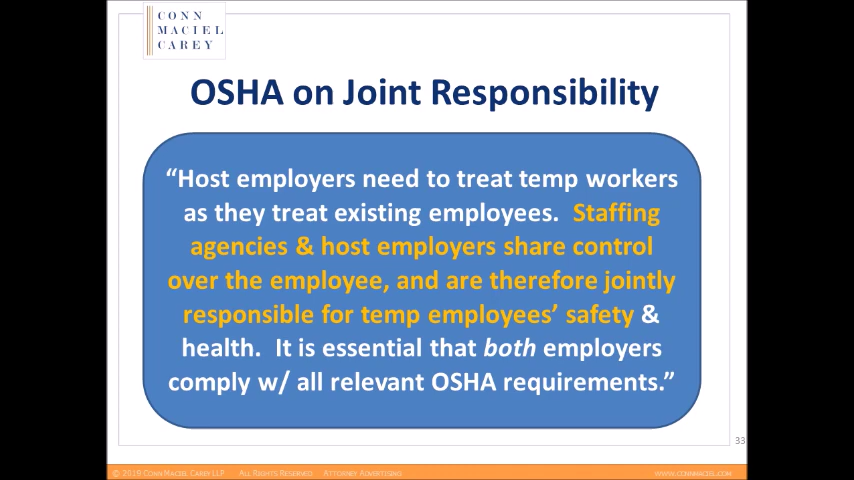 CONN
MACIEL
CAREY
OSHA on Joint Responsibility
“Host employers need to treat temp workers
as they treat existing employees. Staffing
agencies & host employers share control
over the employee, and are therefore jointly
responsible for temp employees’ safety &
health. It is essential that both employers
comply w/ all relevant OSHA requirements.”
33
© 2019 CONN MACIEL CAREY LLP ALL RIGHTS RESERVED ATTORNEY ADVERTISING WWW.CONNMACIEL.COM